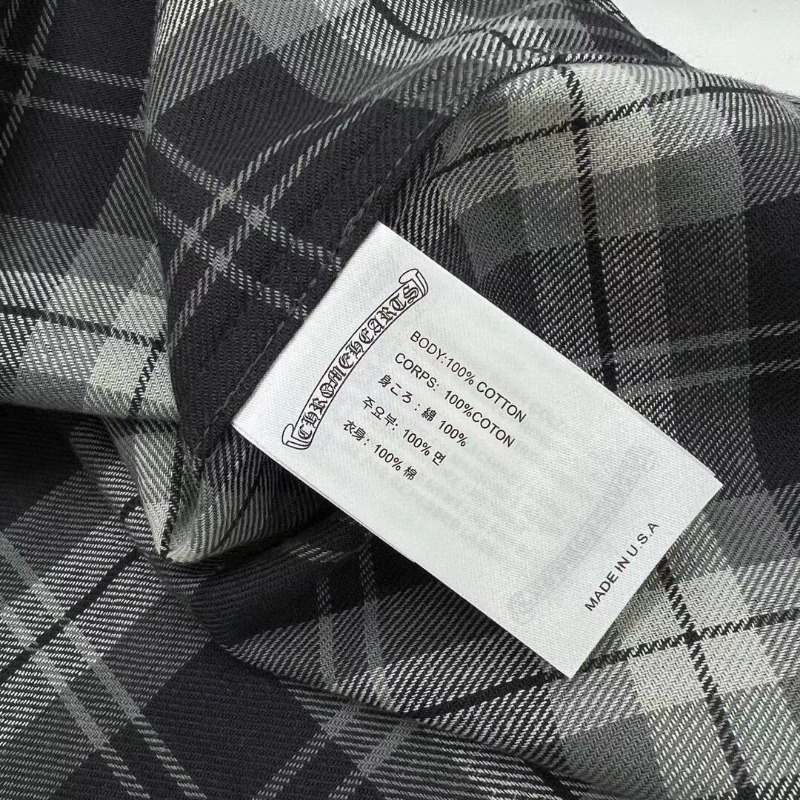 CHROME HEARTS
BODY:100% COTTON
CORPS: 100%COTON
身ころ : 綿 100%
주요부: 100% 면
衣身: 100% 棉
MADE IN U.S.A